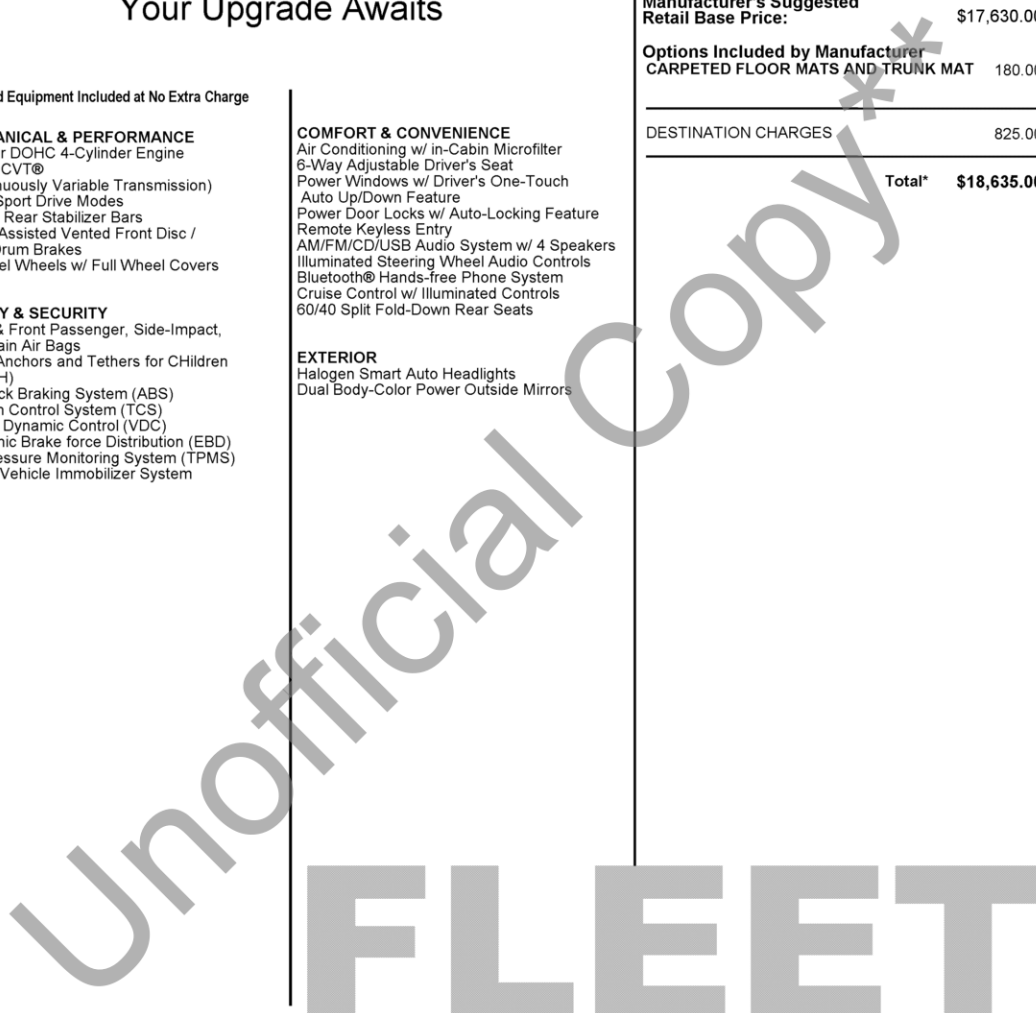 Your Upgrade Awaits
Equipment Included at No Extra Charge
& PERFORMANCE
DOHC 4-Cylinder Engine
CVT®
Variable Transmission)
Sport Drive Modes
Rear Stabilizer Bars
Assisted Vented Front Disc /
Brakes
Wheels w/ Full Wheel Covers
& SECURITY
& Front Passenger, Side-Impact,
Air Bags
Anchors and Tethers for CHildren
H)
Braking System (ABS)
Control System (TCS)
Dynamic Control (VDC)
Brake force Distribution (EBD)
Monitoring System (TPMS)
Vehicle Immobilizer System
COMFORT & CONVENIENCE
Air Conditioning w/ in-Cabin Microfilter
6-Way Adjustable Driver's Seat
Power Windows w/ Driver's One-Touch
Auto Up/Down Feature
Power Door Locks w/ Auto-Locking Feature
Remote Keyless Entry
AM/FM/CD/USB Audio System w/ 4 Speakers
Illuminated Steering Wheel Audio Controls
Bluetooth® Hands-free Phone System
Cruise Control w/ Illuminated Controls
60/40 Split Fold-Down Rear Seats
EXTERIOR
Halogen Smart Auto Headlights
Dual Body-Color Power Outside Mirrors
Manufacturer's Suggested
Retail Base Price: $17,630.00
Options Included by Manufacturer
CARPETED FLOOR MATS AND TRUNK MAT 180.00
DESTINATION CHARGES 825.00
Total* $18,635.00
Unofficial Copy**
FLEET